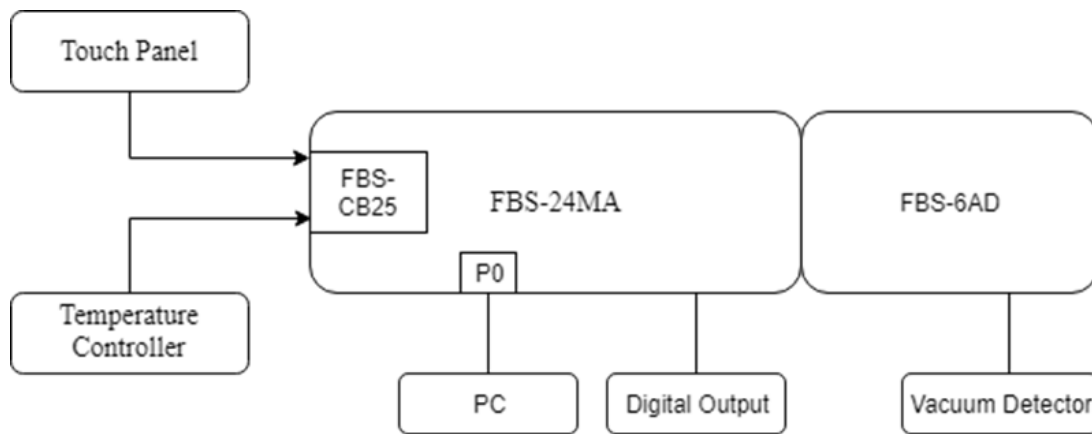 Touch Panel
FBS-
CB25
FBS-24MA
FBS-6AD
P0
Temperature
Controller
PC
Digital Output
Vacuum Detector